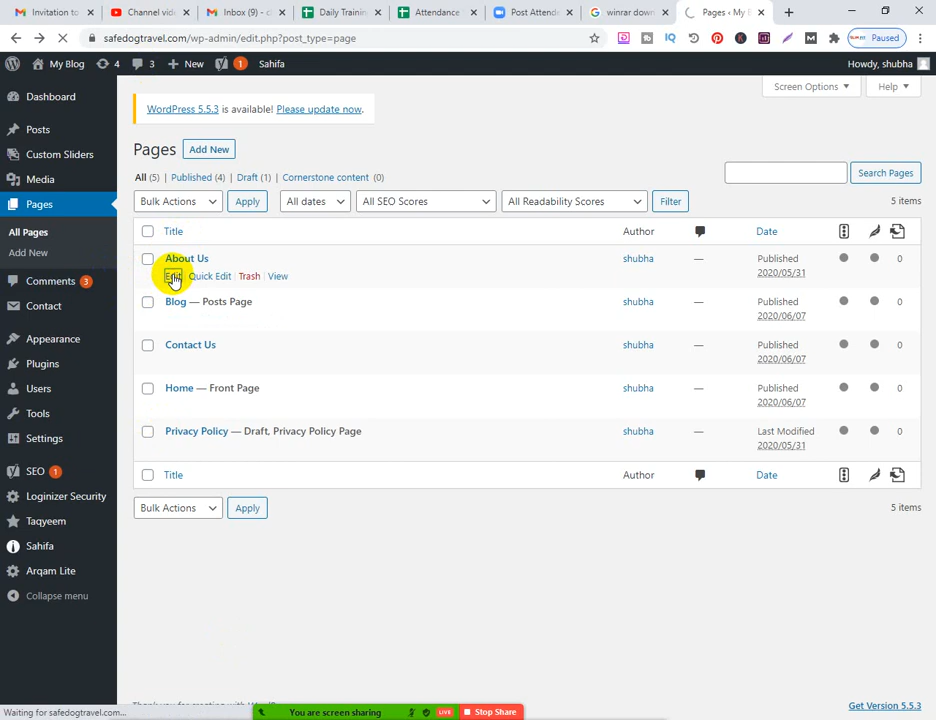 Invitation to
Channel vide
Inbox (9) - c
Daily Training
Attendance
Post Attende
winrar down
Pages ‹ My B
safedogtravel.com/wp-admin/edit.php?post_type=page
Paused
My Blog 4 3 + New 1 Sahifa
Howdy, shubha
Dashboard
Posts
Custom Sliders
Media
Pages
All Pages
Add New
Comments 3
Contact
Appearance
Plugins
Users
Tools
Settings
SEO 1
Loginizer Security
Taqyeem
Sahifa
Arqam Lite
Collapse menu
Screen Options Help
WordPress 5.5.3 is available! Please update now.
Pages Add New
All (5) | Published (4) | Draft (1) | Cornerstone content (0)
Search Pages
Bulk Actions Apply All dates All SEO Scores All Readability Scores Filter
5 items
Title Author Date
About Us shubha — Published 0
2020/05/31
Edit Quick Edit | Trash | View
Blog — Posts Page shubha — Published 0
2020/06/07
Contact Us shubha — Published 0
2020/06/07
Home — Front Page shubha — Published 0
2020/06/07
Privacy Policy — Draft, Privacy Policy Page shubha — Last Modified 0
2020/05/31
Title Author Date
Bulk Actions Apply
5 items
Get Version 5.5.3
Waiting for safedogtravel.com...
You are screen sharing LIVE Stop Share